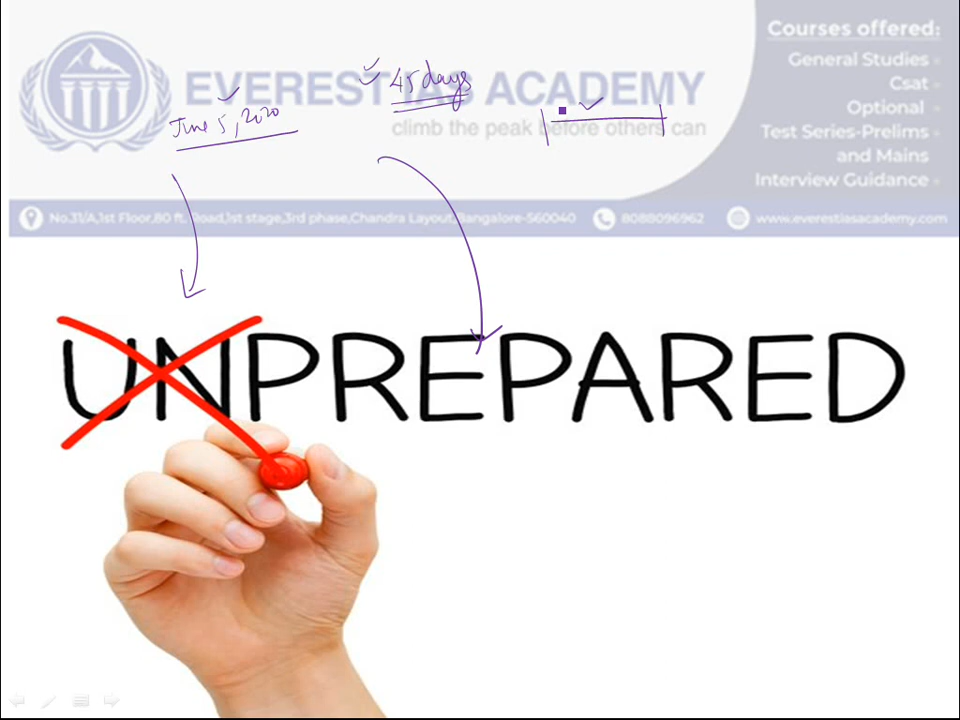 Courses offered:
General Studies
Csat
Optional
Test Series-Prelims
and Mains
Interview Guidance
EVERESTIAS ACADEMY
climb the peak before others can
45 days
June 5, 2020
No.31/A,1st Floor,80 ft. Road,1st stage,3rd phase,Chandra Layout,Bangalore-560040
8088096962
www.everestiasacademy.com
UNPREPARED